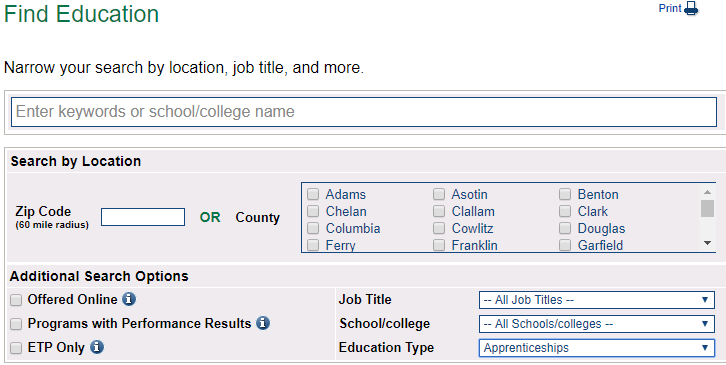 Find Education
Print
Narrow your search by location, job title, and more.
Enter keywords or school/college name
Search by Location
Zip Code
(60 mile radius)
OR County
Adams Asotin Benton
Chelan Clallam Clark
Columbia Cowlitz Douglas
Ferry Franklin Garfield
Additional Search Options
Offered Online Job Title -- All Job Titles --
Programs with Performance Results School/college -- All Schools/colleges --
ETP Only Education Type Apprenticeships